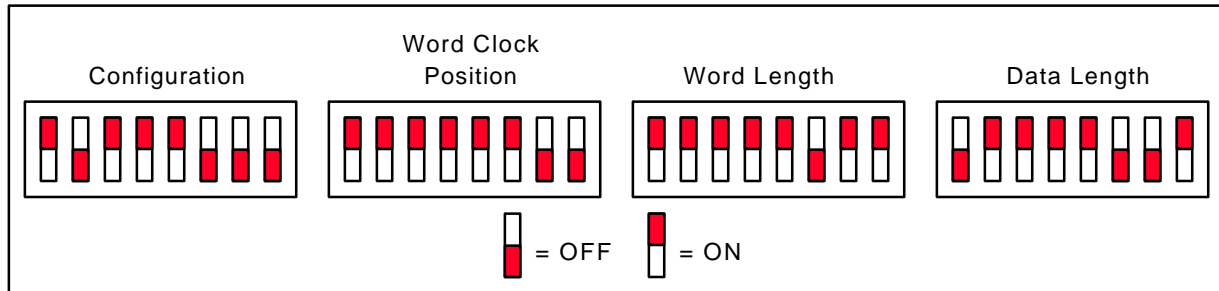 Configuration
Word Clock
Position
Word Length
Data Length
= OFF
= ON